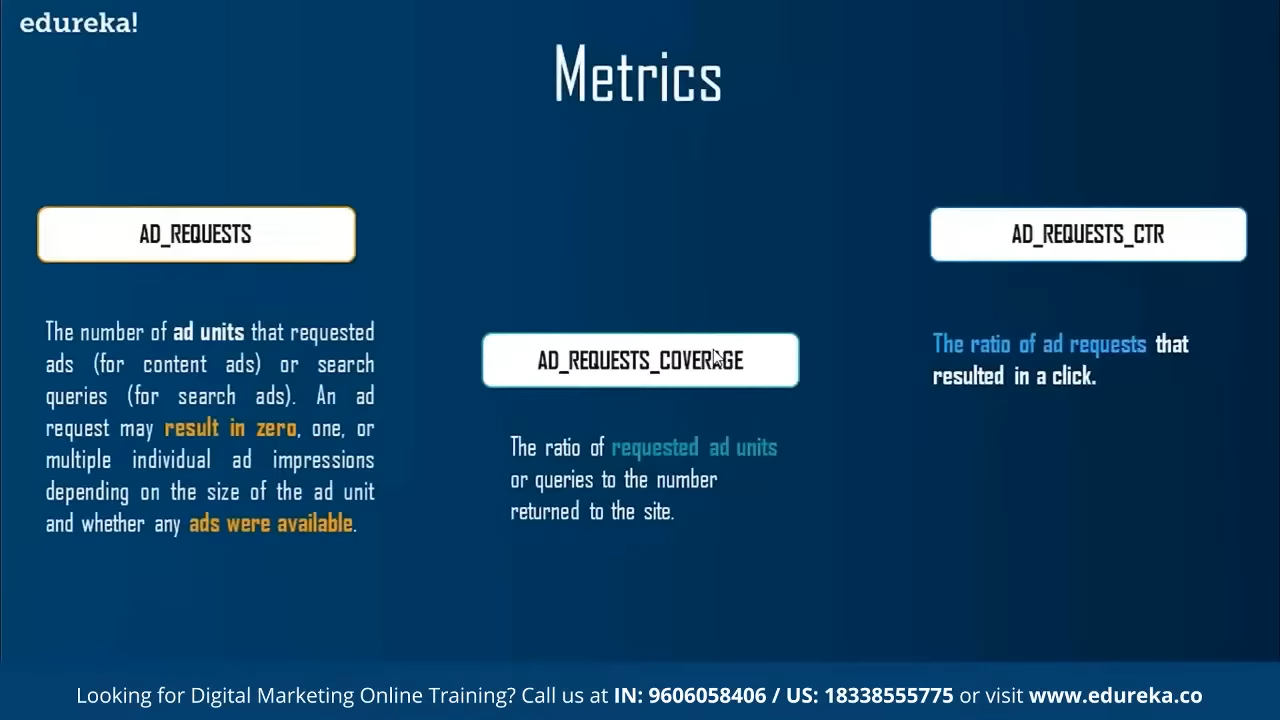 edureka!
Metrics
AD_REQUESTS
The number of ad units that requested
ads (for content ads) or search
queries (for search ads). An ad
request may result in zero, one, or
multiple individual ad impressions
depending on the size of the ad unit
and whether any ads were available.
AD_REQUESTS_COVERAGE
The ratio of requested ad units
or queries to the number
returned to the site.
AD_REQUESTS_CTR
The ratio of ad requests that
resulted in a click.
Looking for Digital Marketing Online Training? Call us at IN: 9606058406 / US: 18338555775 or visit www.edureka.co